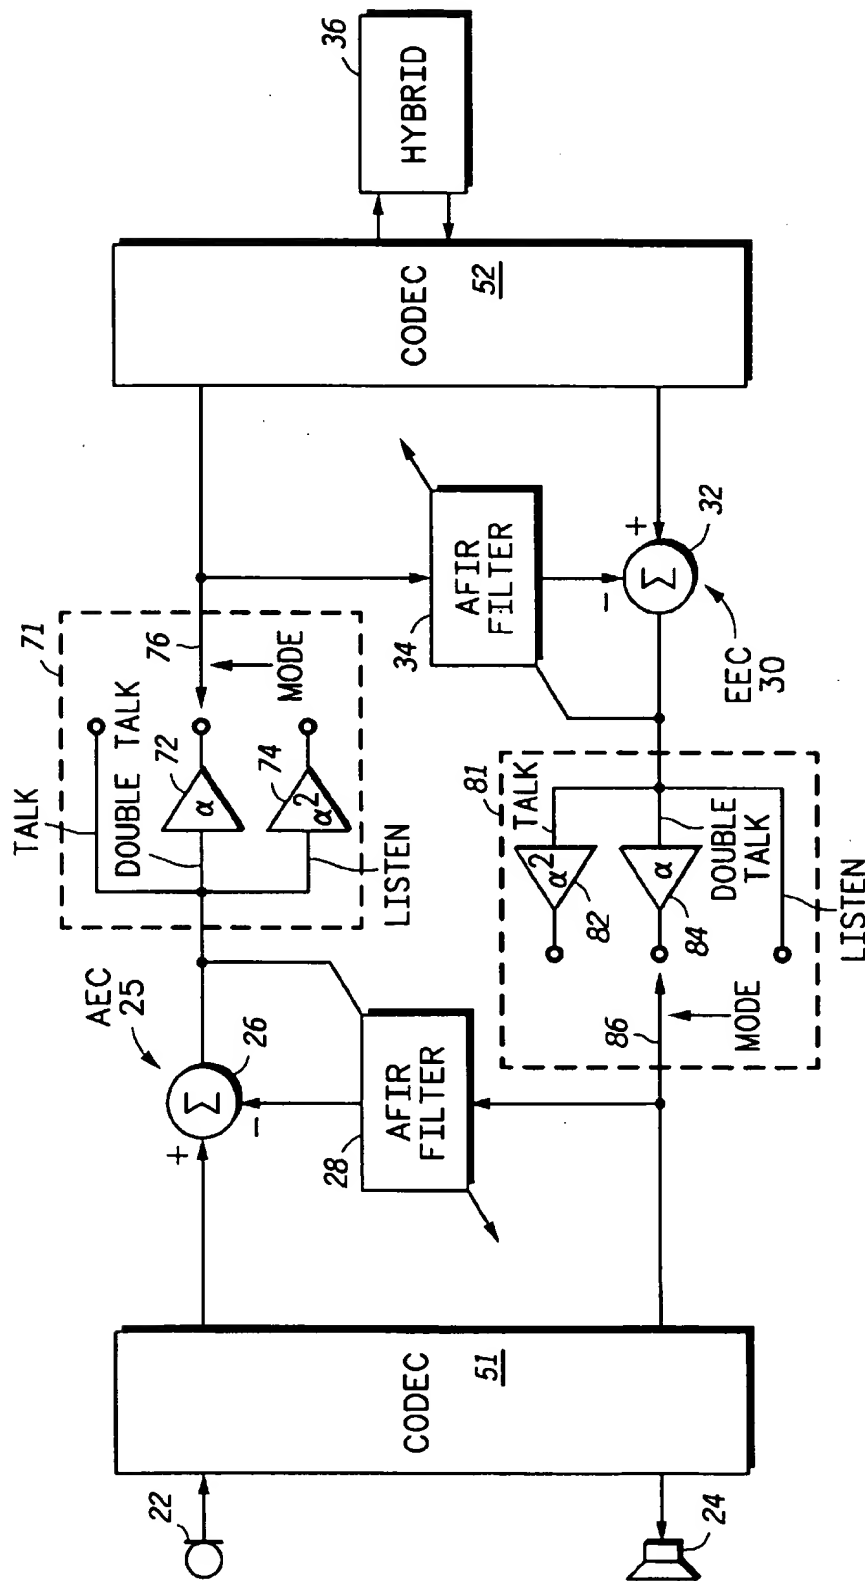 22
24
CODEC
51
AEC
25
+
Σ
-
26
AFIR
FILTER
28
71
TALK
DOUBLE TALK
LISTEN
α
72
α²
74
76
MODE
81
TALK
DOUBLE
TALK
LISTEN
α²
82
α
84
86
MODE
AFIR
FILTER
34
+
Σ
-
32
EEC
30
CODEC
52
HYBRID
36